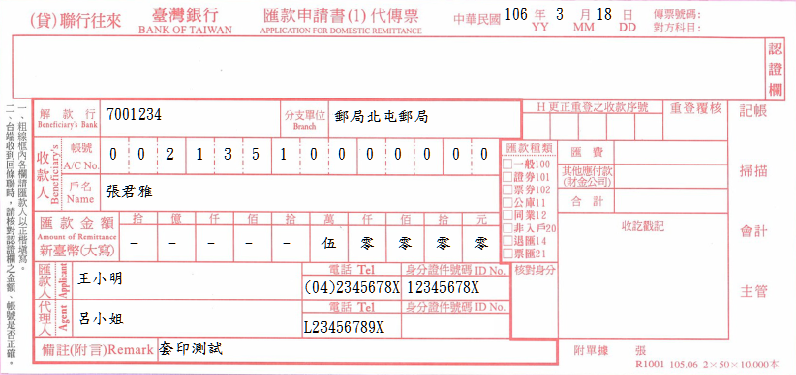 (貸)聯行往來 臺灣銀行 匯款申請書(1)代傳票 中華民國 106 年 3 月 18 日 傳票號碼:
BANK OF TAIWAN APPLICATION FOR DOMESTIC REMITTANCE YY MM DD 對方科目:
認證欄
一、粗線框內各欄請匯款人以正楷填寫。
二、台端收到回條聯時,請核對認證欄之金額、帳號是否正確。
解款行 7001234 分支單位 郵局北屯郵局
Beneficiary's Bank Branch
H更正重登之收款序號 重登覆核 記帳
收款人 Beneficiary's
帳號 A/C No. 0 0 2 1 3 5 1 0 0 0 0 0 0 0
戶名 Name 張君雅
匯款種類
□一般.00
□證券01
□票券02
□公庫11
□同業12
□非入戶20
□退匯14
□票匯21
匯費
其他應付款
(財金公司)
合計
掃描
收訖戳記
匯款金額 拾 億 仟 佰 拾 萬 仟 佰 拾 元
Amount of Remittance
新臺幣(大寫) - - - - - 伍 零 零 零 零
會計
匯款人 Applicant 王小明
電話 Tel 身分證件號碼 ID No. 核對身分
(04)2345678X 12345678X
主管
代理人 Agent 呂小姐
電話 Tel 身分證件號碼 ID No.
L23456789X
備註(附言)Remark 套印測試
附單據 張
R1001 105.06 2×50×10,000本